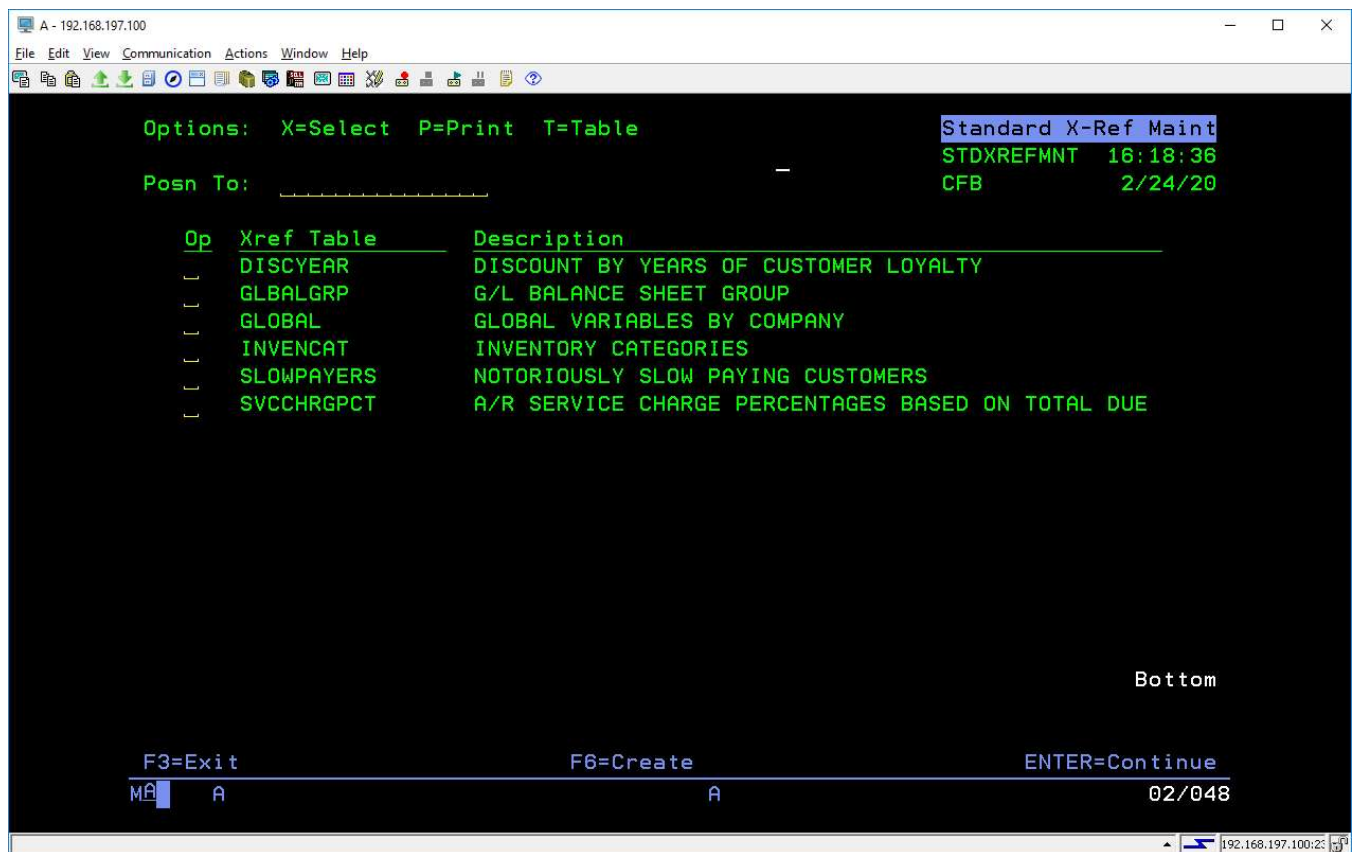 A - 192.168.197.100
File Edit View Communication Actions Window Help
Options: X=Select P=Print T=Table Standard X-Ref Maint
STDXREFMNT 16:18:36
Posn To: CFB 2/24/20
Op Xref Table Description
DISCYEAR DISCOUNT BY YEARS OF CUSTOMER LOYALTY
GLBALGRP G/L BALANCE SHEET GROUP
GLOBAL GLOBAL VARIABLES BY COMPANY
INVENCAT INVENTORY CATEGORIES
SLOWPAYERS NOTORIOUSLY SLOW PAYING CUSTOMERS
SVCCHRGPCT A/R SERVICE CHARGE PERCENTAGES BASED ON TOTAL DUE
Bottom
F3=Exit F6=Create ENTER=Continue
MA A A 02/048
192.168.197.100:23